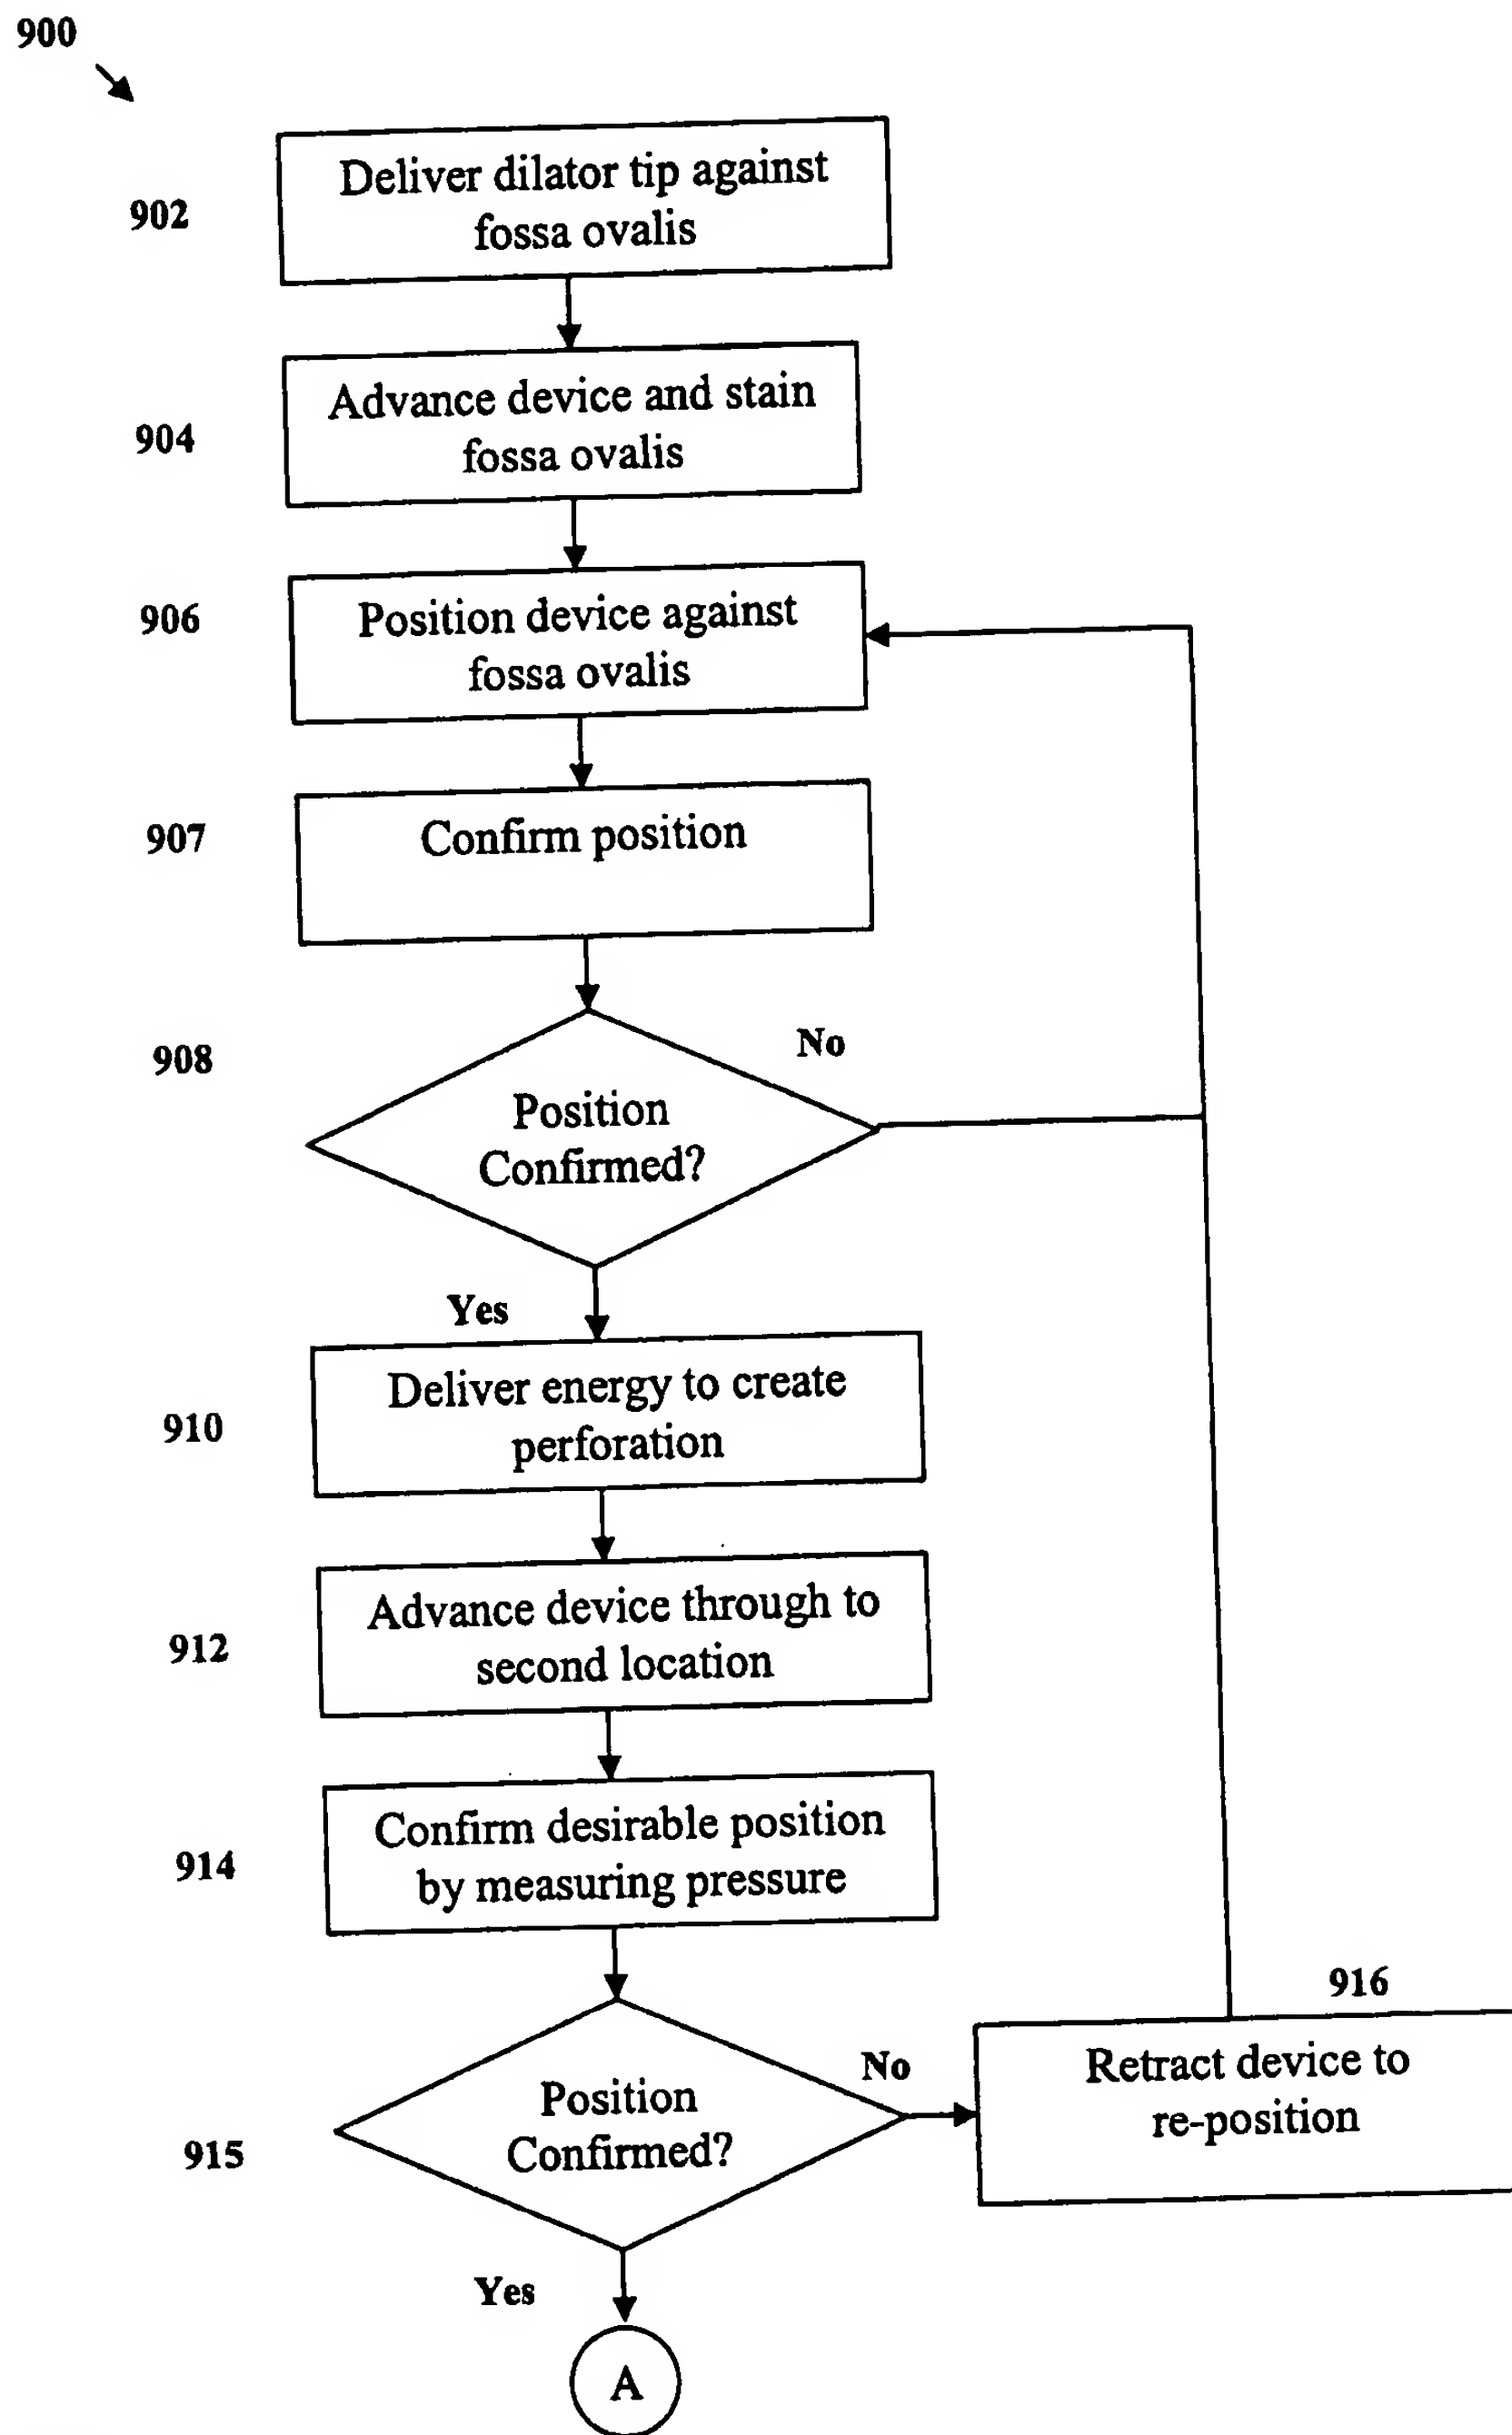 900
902
Deliver dilator tip against
fossa ovalis
904
Advance device and stain
fossa ovalis
906
Position device against
fossa ovalis
907
Confirm position
908
No
Position
Confirmed?
Yes
910
Deliver energy to create
perforation
912
Advance device through to
second location
914
Confirm desirable position
by measuring pressure
915
Position
Confirmed?
No
916
Retract device to
re-position
Yes
A